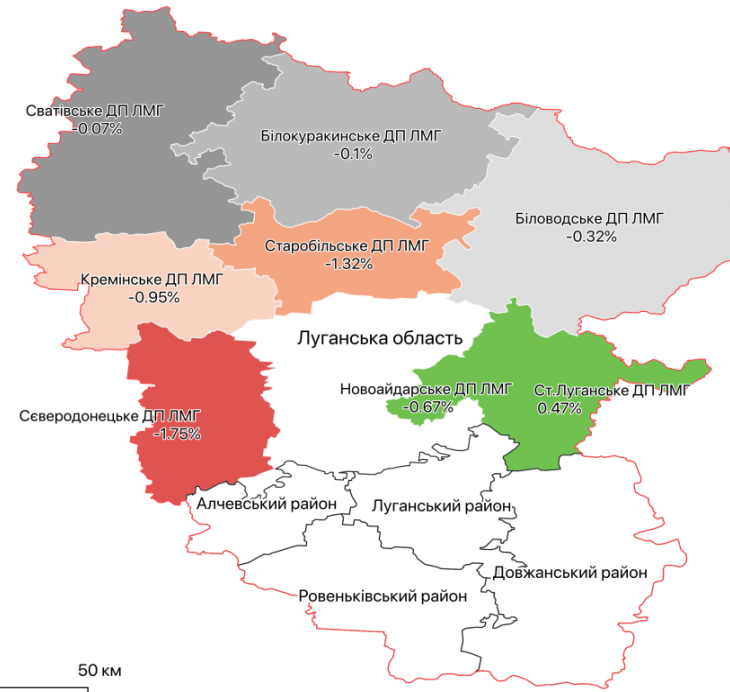 Сватівське ДП ЛМГ
-0.07%
Білокуракинське ДП ЛМГ
-0.1%
Біловодське ДП ЛМГ
-0.32%
Старобільське ДП ЛМГ
-1.32%
Кремінське ДП ЛМГ
-0.95%
Луганська область
Новоайдарське ДП ЛМГ
-0.67%
Ст.Луганське ДП ЛМГ
0.47%
Сєверодонецьке ДП ЛМГ
-1.75%
Алчевський район
Луганський район
Довжанський район
Ровеньківський район
50 км